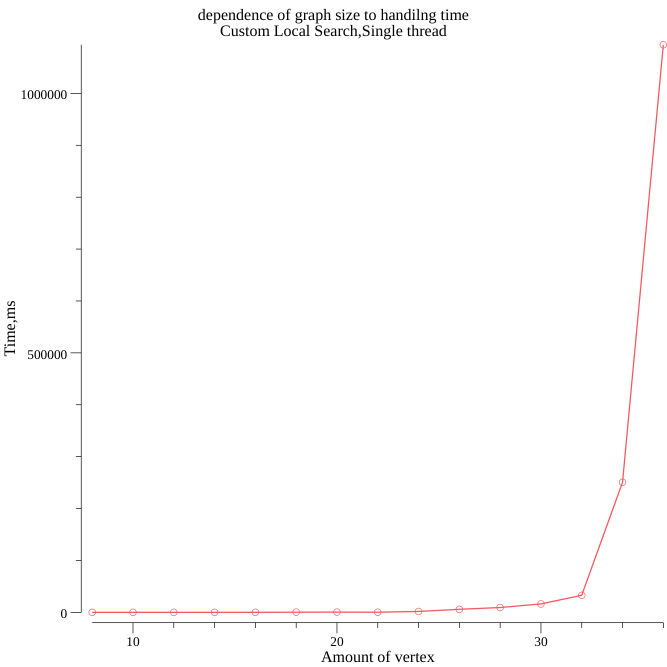 dependence of graph size to handilng time
Custom Local Search,Single thread
1000000
500000
0
Time,ms
10
20
30
Amount of vertex